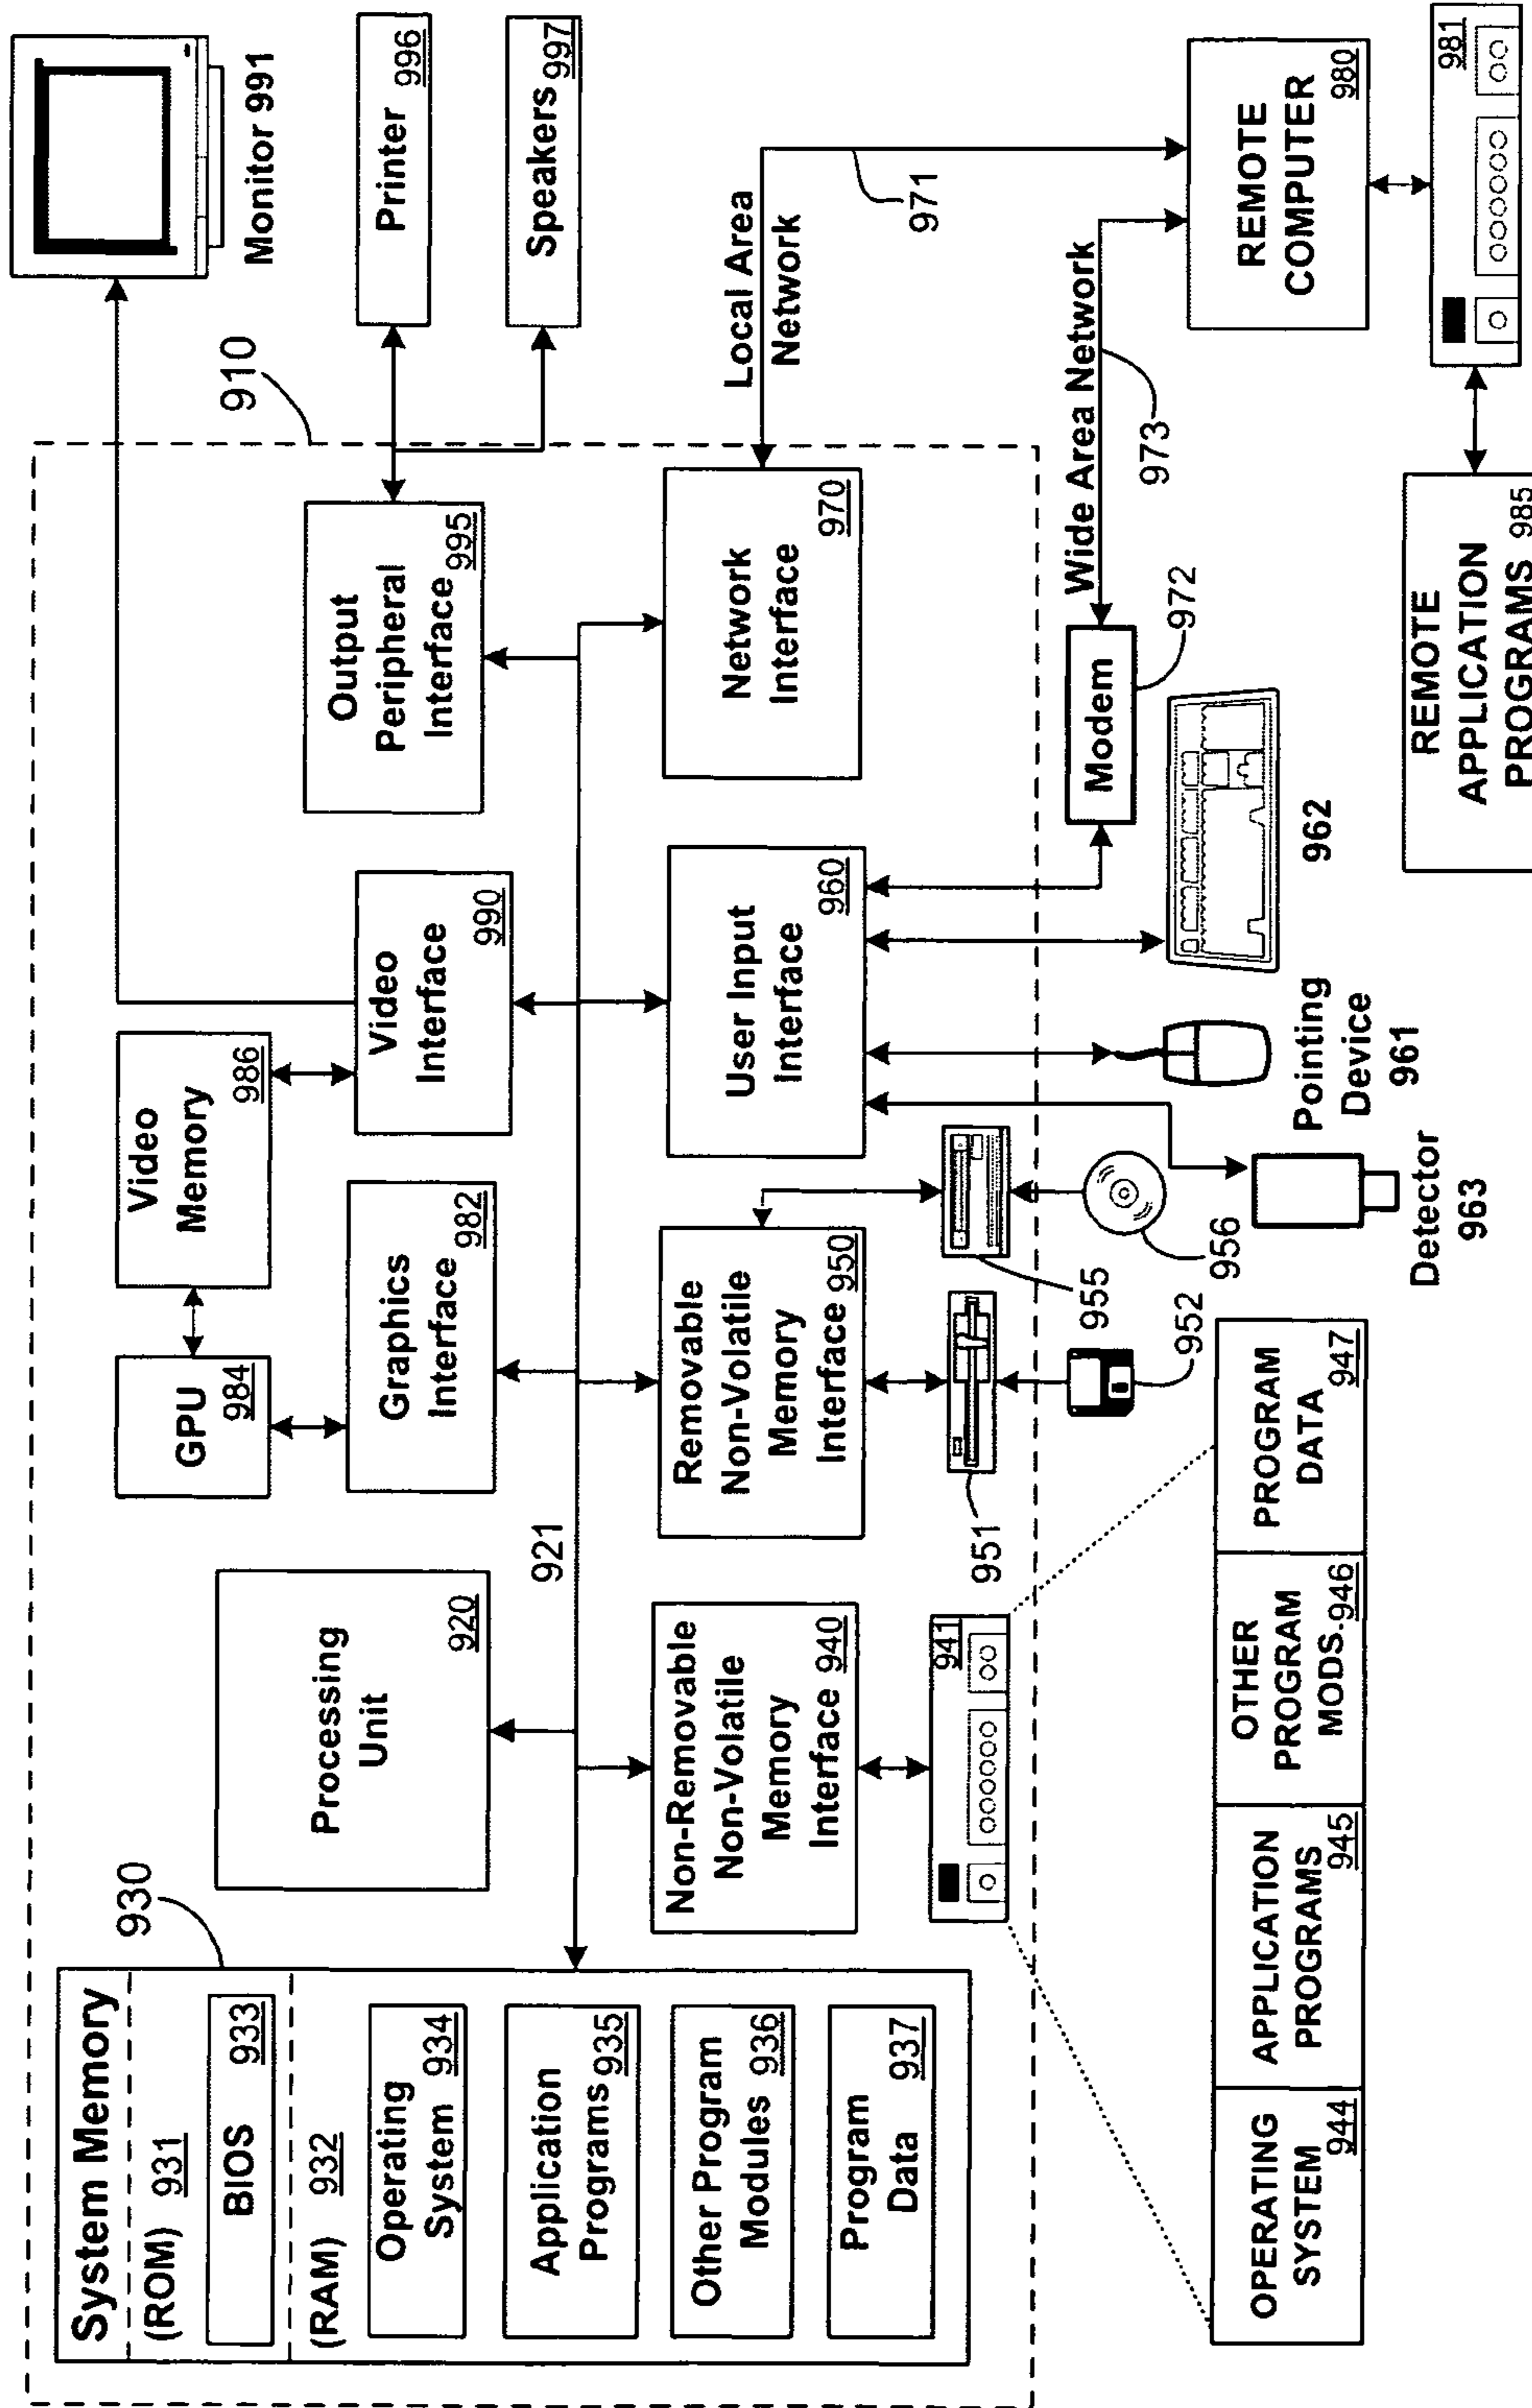 System Memory
(ROM) 931
BIOS 933
(RAM) 932
Operating
System 934
Application
Programs 935
Other Program
Modules 936
Program
Data 937
930
Processing
Unit
920
921
GPU
984
Video
Memory
986
Graphics
Interface
982
Video
Interface
990
Output
Peripheral
Interface
995
910
Monitor 991
Printer
996
Speakers
997
Non-Removable
Non-Volatile
Memory
Interface 940
Removable
Non-Volatile
Memory
Interface 950
User Input
Interface
960
Network
Interface
970
Local Area
Network
971
941
951
952
955
956
Modem
972
Wide Area Network
973
REMOTE
COMPUTER
980
981
Detector
963
Pointing
Device
961
962
OPERATING
SYSTEM
944
APPLICATION
PROGRAMS
945
OTHER
PROGRAM
MODS. 946
PROGRAM
DATA
947
REMOTE
APPLICATION
PROGRAMS 985